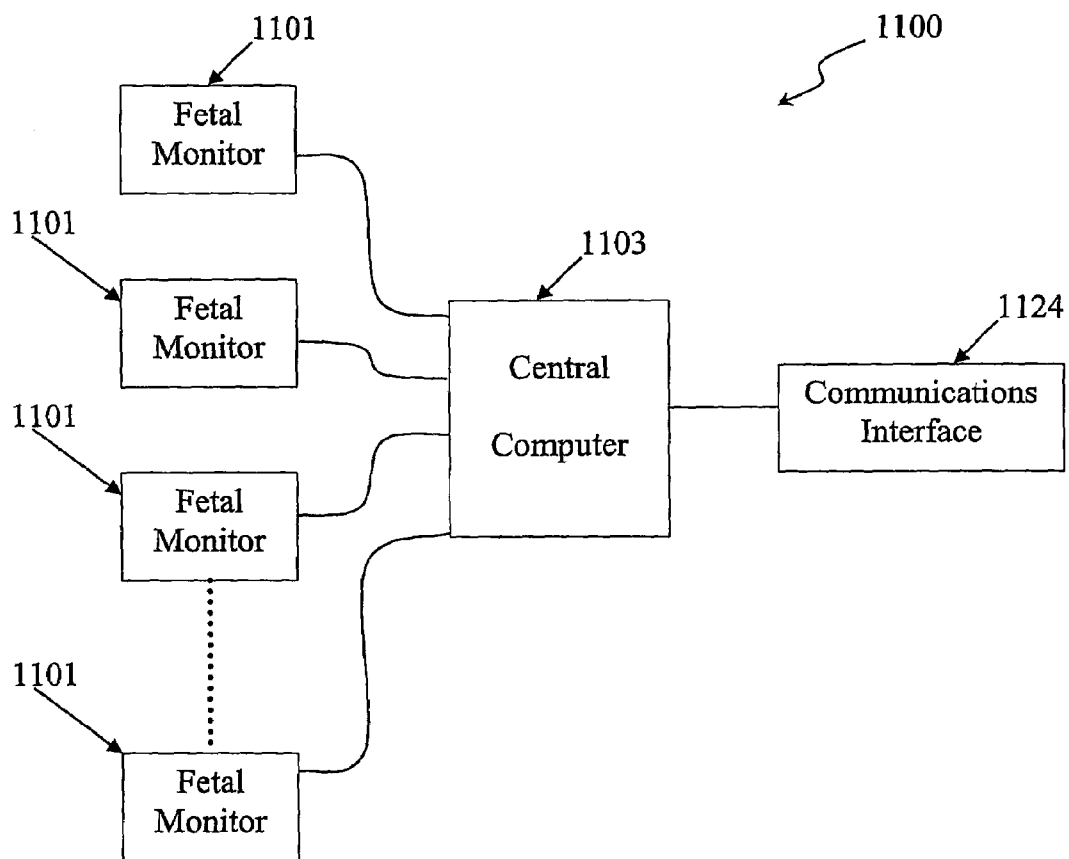 1101
1100
Fetal
Monitor
1101
Fetal
Monitor
1103
Central
Computer
1124
Communications
Interface
1101
Fetal
Monitor
1101
Fetal
Monitor